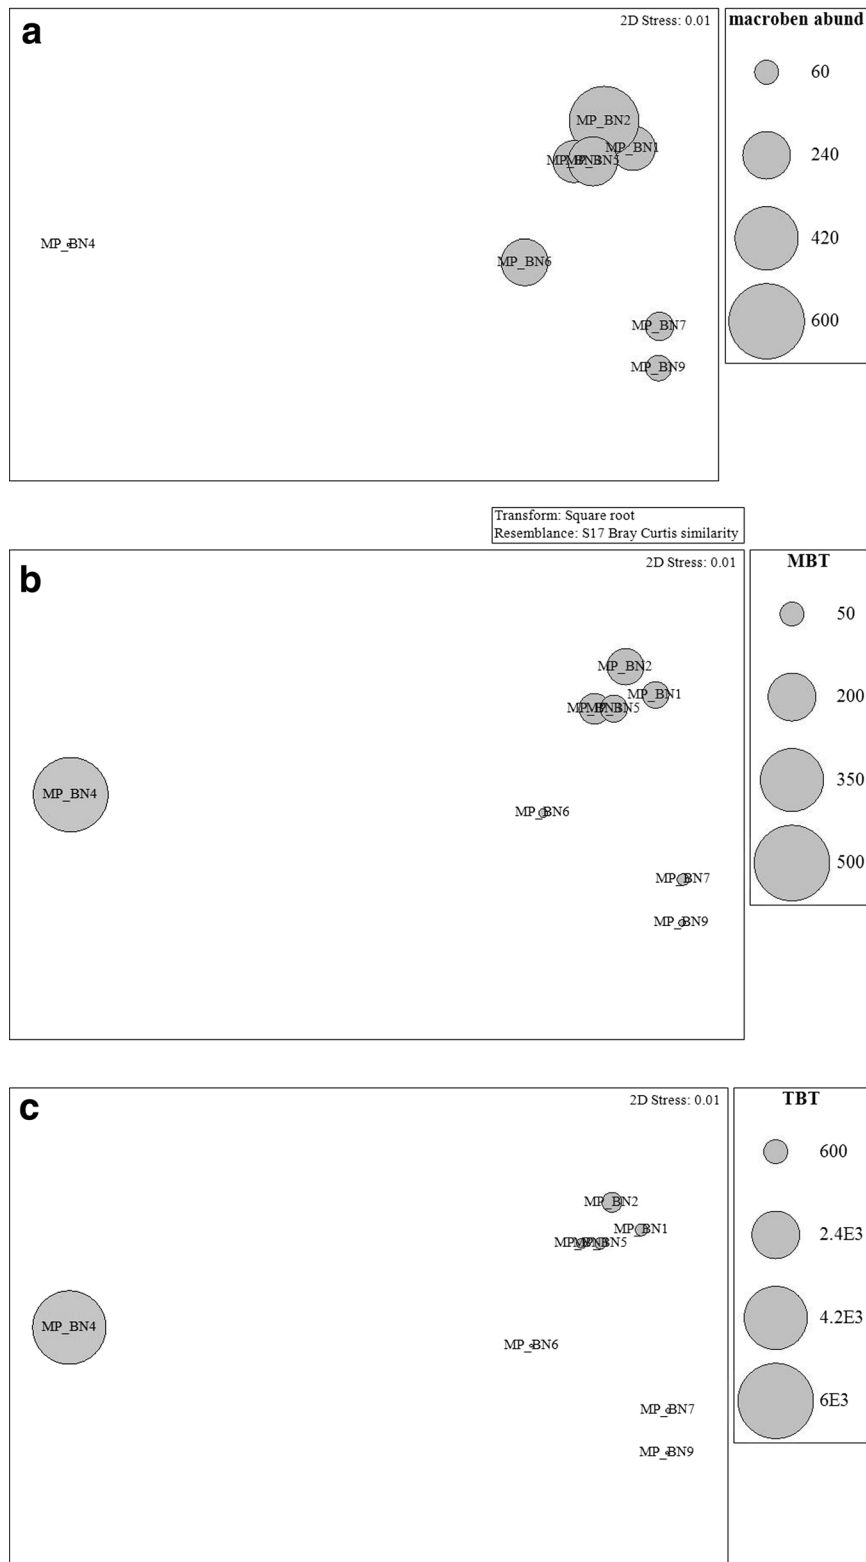 a
2D Stress: 0.01
macroben abund
60
240
420
600
MP_BN2
MP_BN1
MP_BN5
MP_BN4
MP_BN6
MP_BN7
MP_BN9
Transform: Square root
Resemblance: S17 Bray Curtis similarity
b
2D Stress: 0.01
MBT
50
200
350
500
MP_BN2
MP_BN1
MP_BN5
MP_BN4
MP_BN6
MP_BN7
MP_BN9
c
2D Stress: 0.01
TBT
600
2.4E3
4.2E3
6E3
MP_BN2
MP_BN1
MP_BN5
MP_BN4
MP_BN6
MP_BN7
MP_BN9